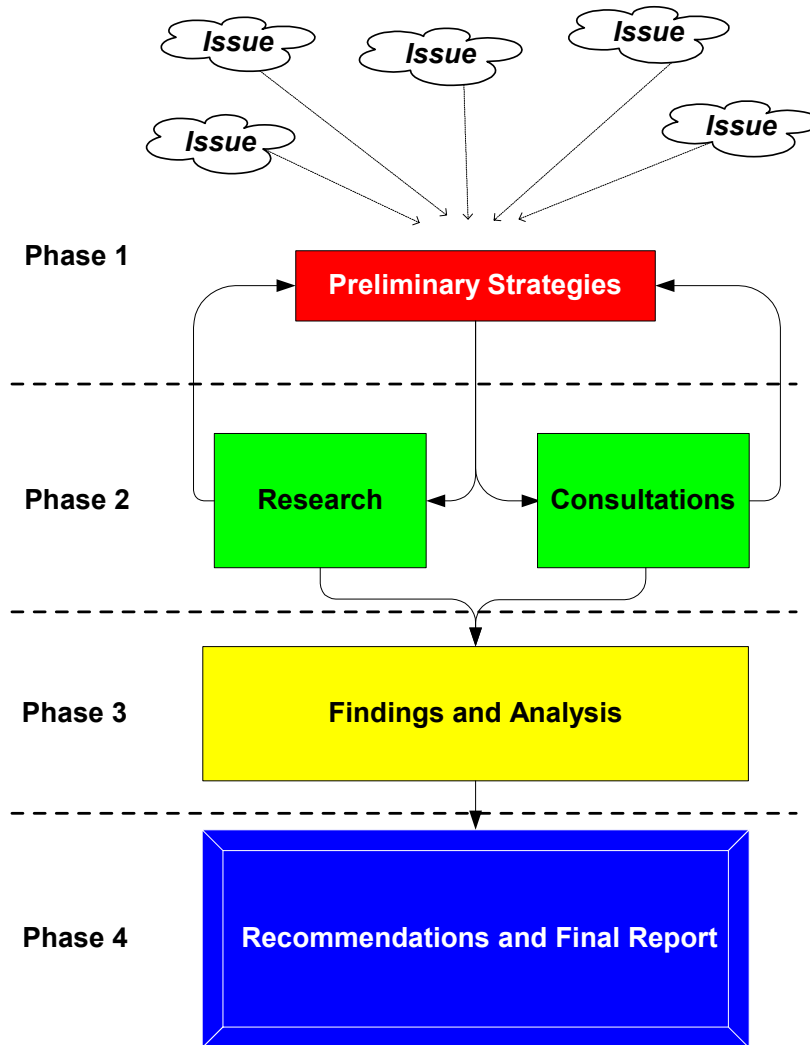 Issue
Issue
Issue
Issue
Issue
Phase 1
Preliminary Strategies
Phase 2
Research
Consultations
Phase 3
Findings and Analysis
Phase 4
Recommendations and Final Report